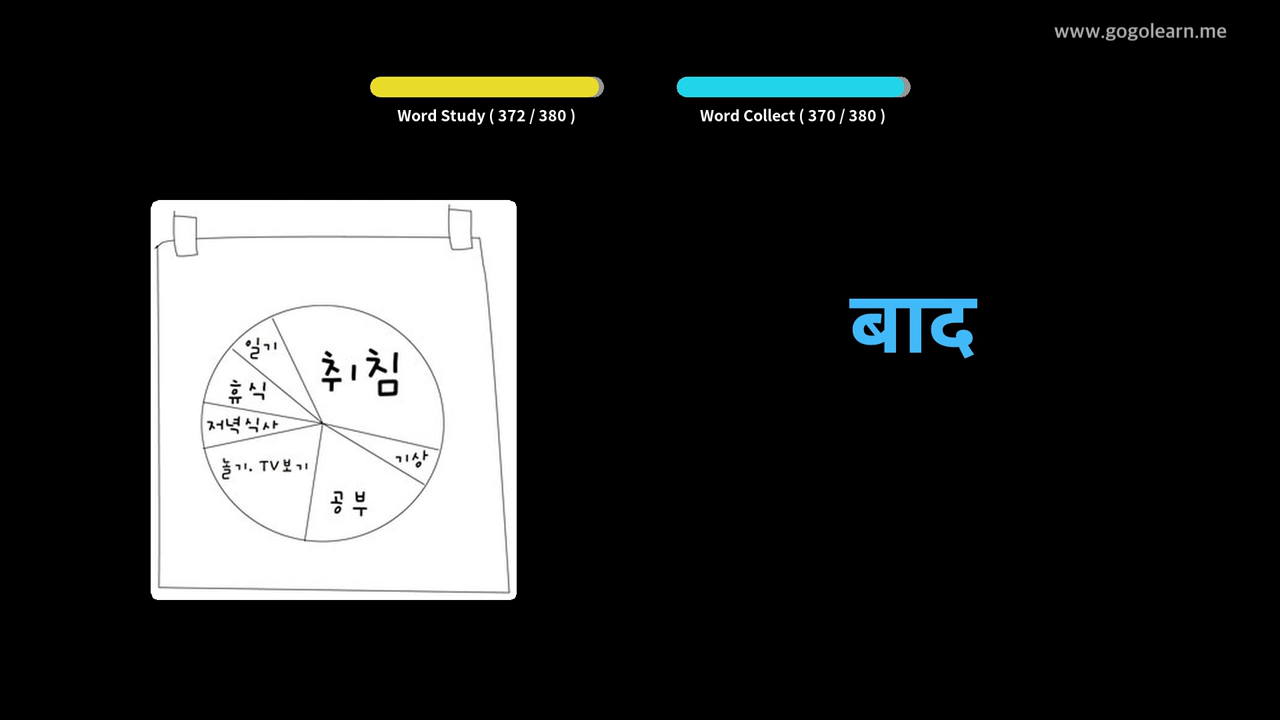 www.gogolearn.me
Word Study ( 372 / 380 )
Word Collect ( 370 / 380 )
बाद
일기
취침
휴식
저녁식사
기상
놀기. TV보기
공부